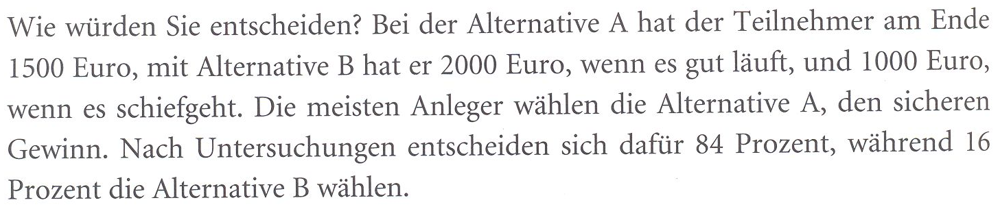 Wie würden Sie entscheiden? Bei der Alternative A hat der Teilnehmer am Ende
1500 Euro, mit Alternative B hat er 2000 Euro, wenn es gut läuft, und 1000 Euro,
wenn es schiefgeht. Die meisten Anleger wählen die Alternative A, den sicheren
Gewinn. Nach Untersuchungen entscheiden sich dafür 84 Prozent, während 16
Prozent die Alternative B wählen.